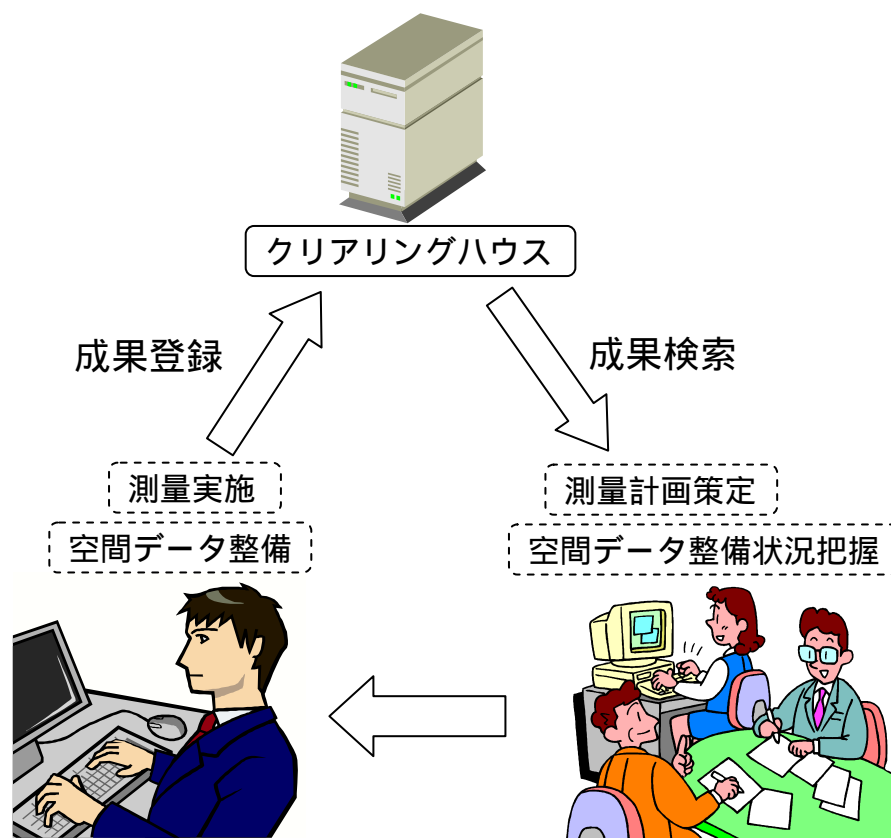 クリアリングハウス
成果登録
成果検索
測量実施
空間データ整備
測量計画策定
空間データ整備状況把握